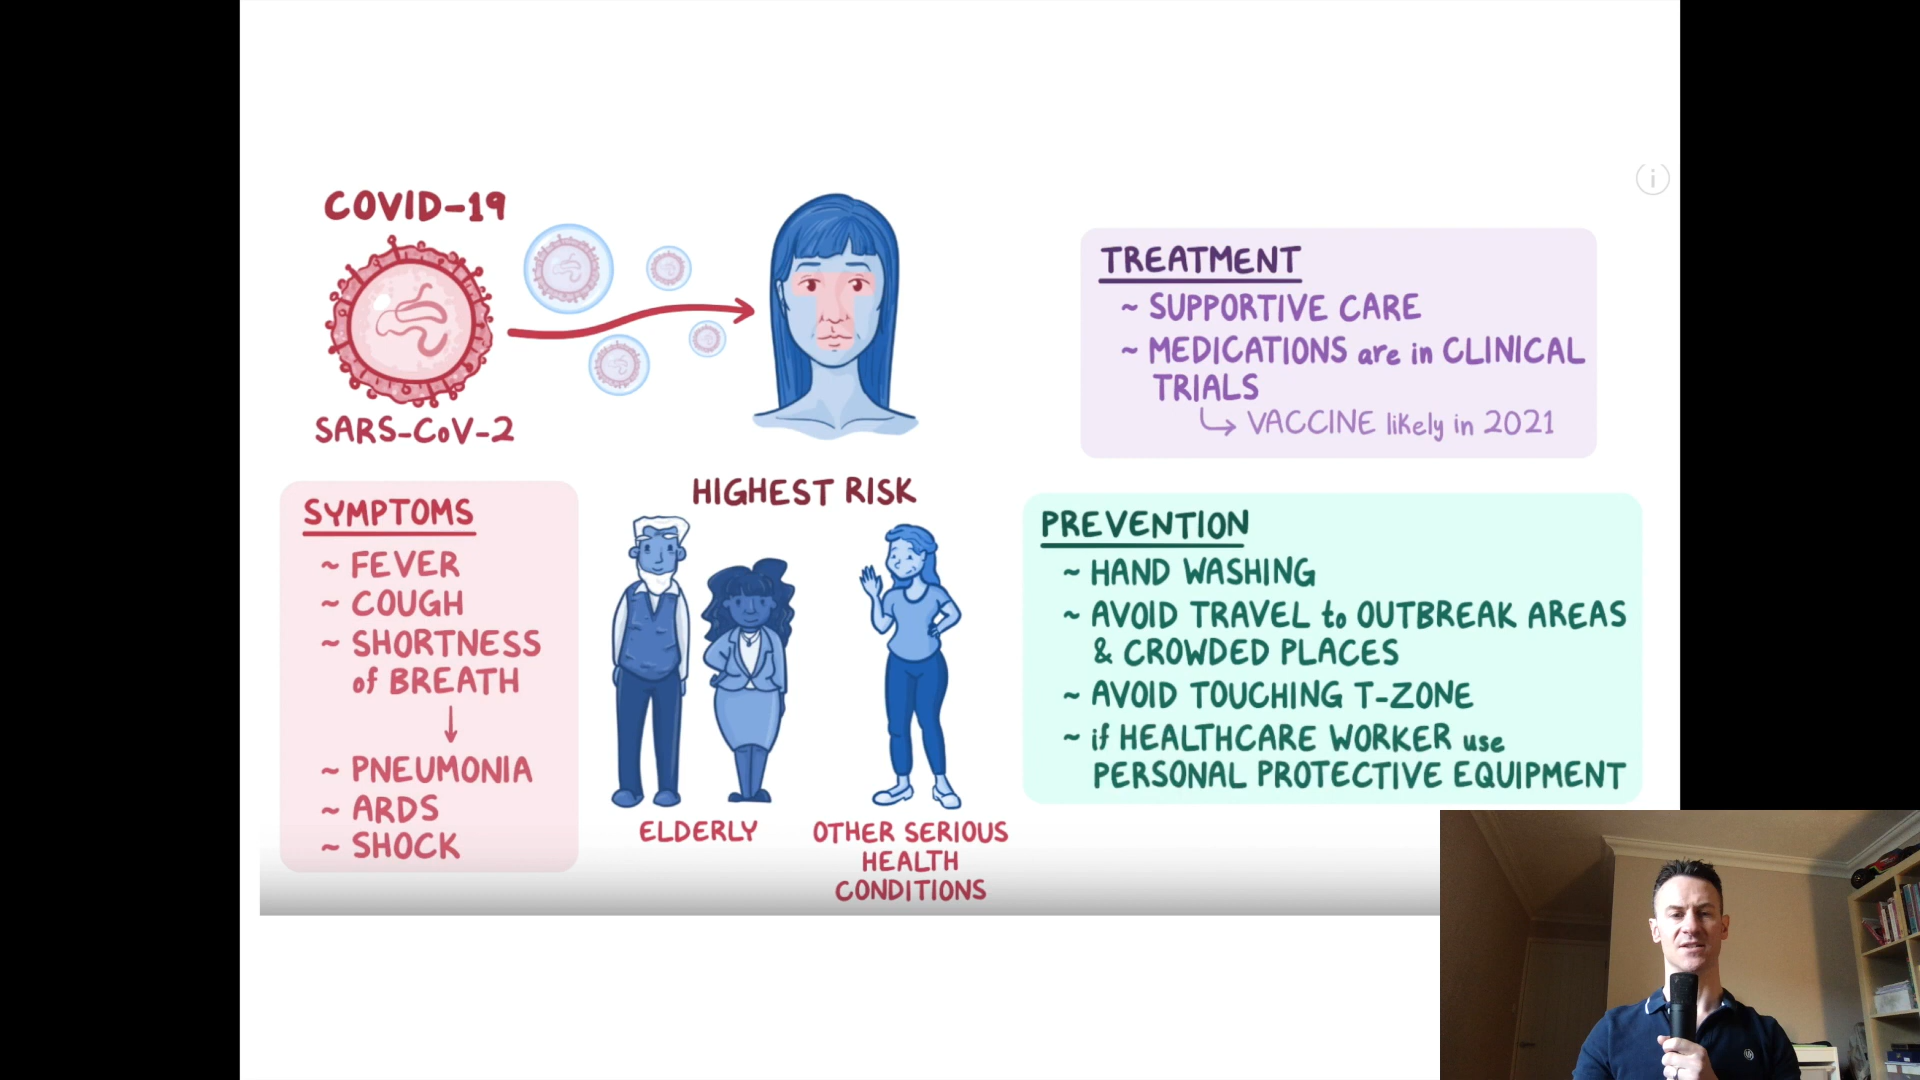 COVID-19
SARS-CoV-2
TREATMENT
~ SUPPORTIVE CARE
~ MEDICATIONS are in CLINICAL
TRIALS
↳ VACCINE likely in 2021
SYMPTOMS
~ FEVER
~ COUGH
~ SHORTNESS
of BREATH
↓
~ PNEUMONIA
~ ARDS
~ SHOCK
HIGHEST RISK
ELDERLY
OTHER SERIOUS
HEALTH
CONDITIONS
PREVENTION
~ HAND WASHING
~ AVOID TRAVEL to OUTBREAK AREAS
& CROWDED PLACES
~ AVOID TOUCHING T-ZONE
~ if HEALTHCARE WORKER use
PERSONAL PROTECTIVE EQUIPMENT